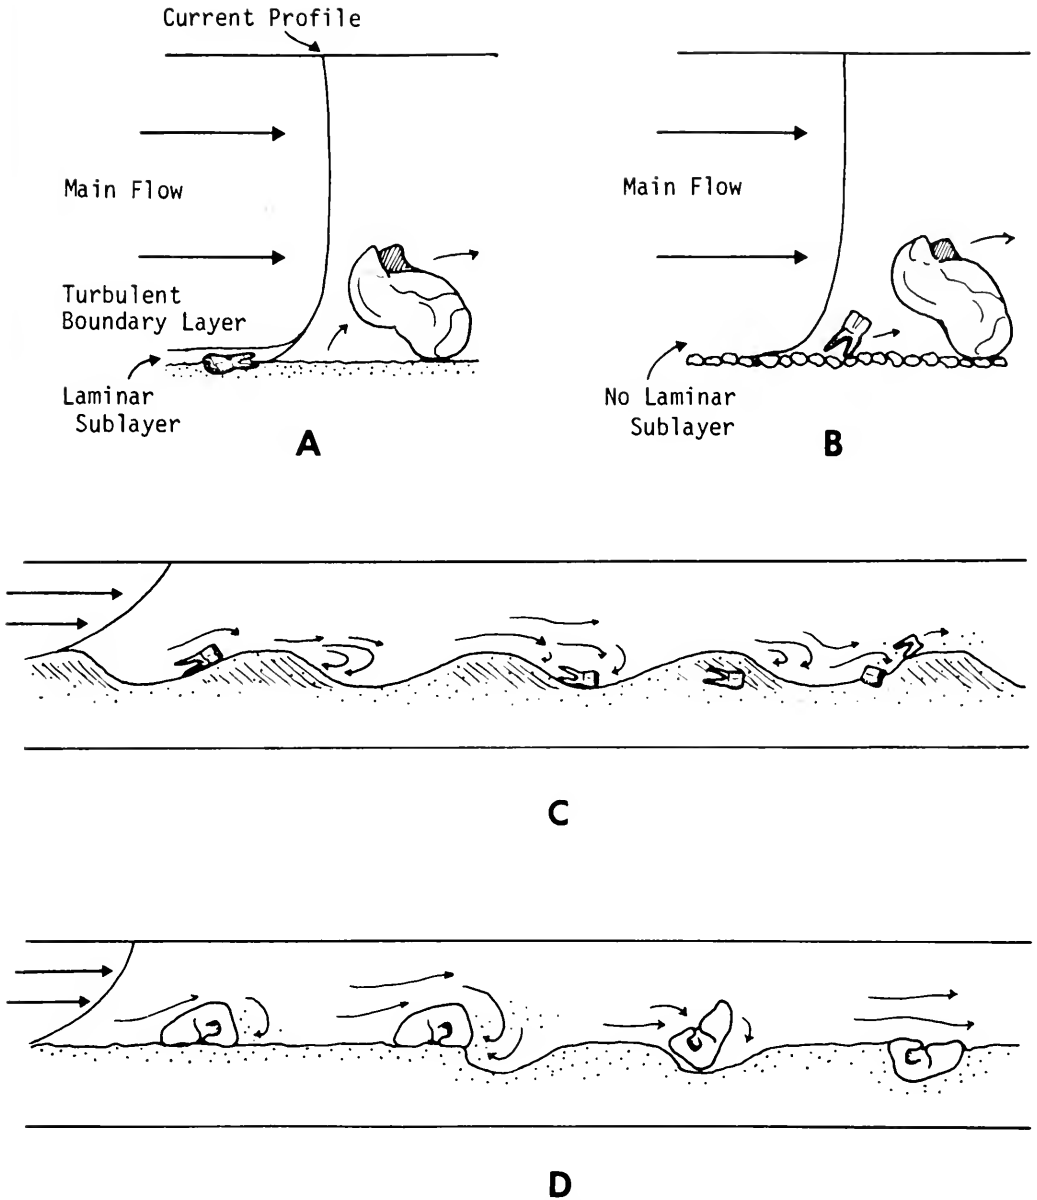 Current Profile
Main Flow
Turbulent
Boundary Layer
Laminar
Sublayer
A
Main Flow
No Laminar
Sublayer
B
C
D